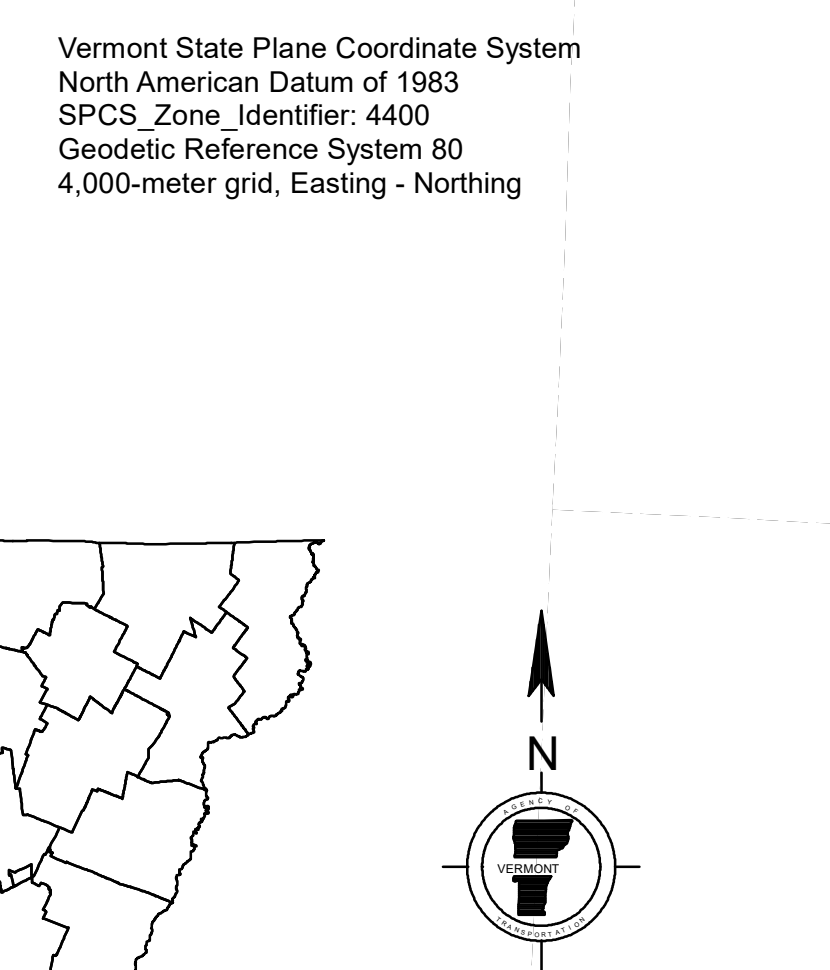 Vermont State Plane Coordinate System
North American Datum of 1983
SPCS_Zone_Identifier: 4400
Geodetic Reference System 80
4,000-meter grid, Easting - Northing
N
AGENCY OF
VERMONT
TRANSPORTATION